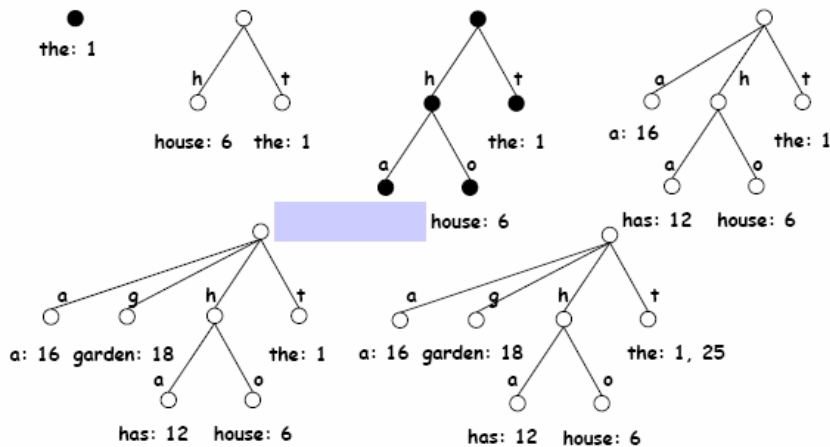 the: 1
h t
house: 6 the: 1
h t
the: 1
a o
house: 6
a h t
a: 16
the: 1
a o
has: 12 house: 6
a g h t
a: 16 garden: 18 the: 1
a o
has: 12 house: 6
a g h t
a: 16 garden: 18 the: 1, 25
a o
has: 12 house: 6